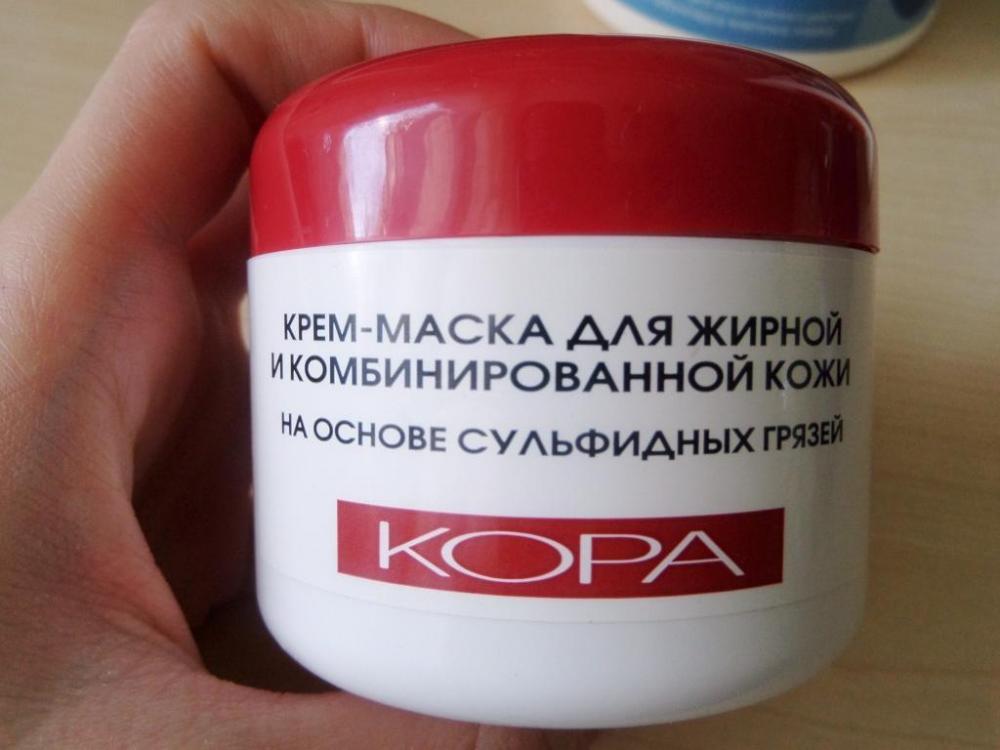 КРЕМ-МАСКА ДЛЯ ЖИРНОЙ
И КОМБИНИРОВАННОЙ КОЖИ
НА ОСНОВЕ СУЛЬФИДНЫХ ГРЯЗЕЙ
КОРА